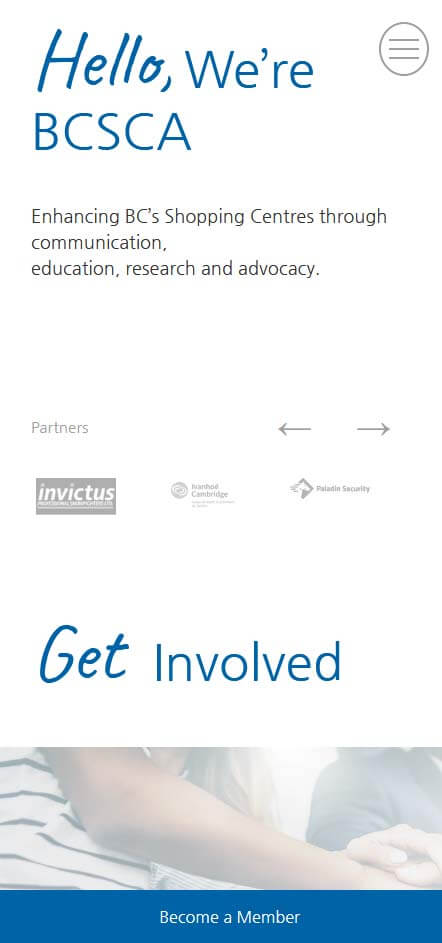 Hello, We’re
BCSCA
Enhancing BC’s Shopping Centres through
communication,
education, research and advocacy.
Partners
invictus
Ivanhoé
Cambridge
Paladin Security
Get Involved
Become a Member